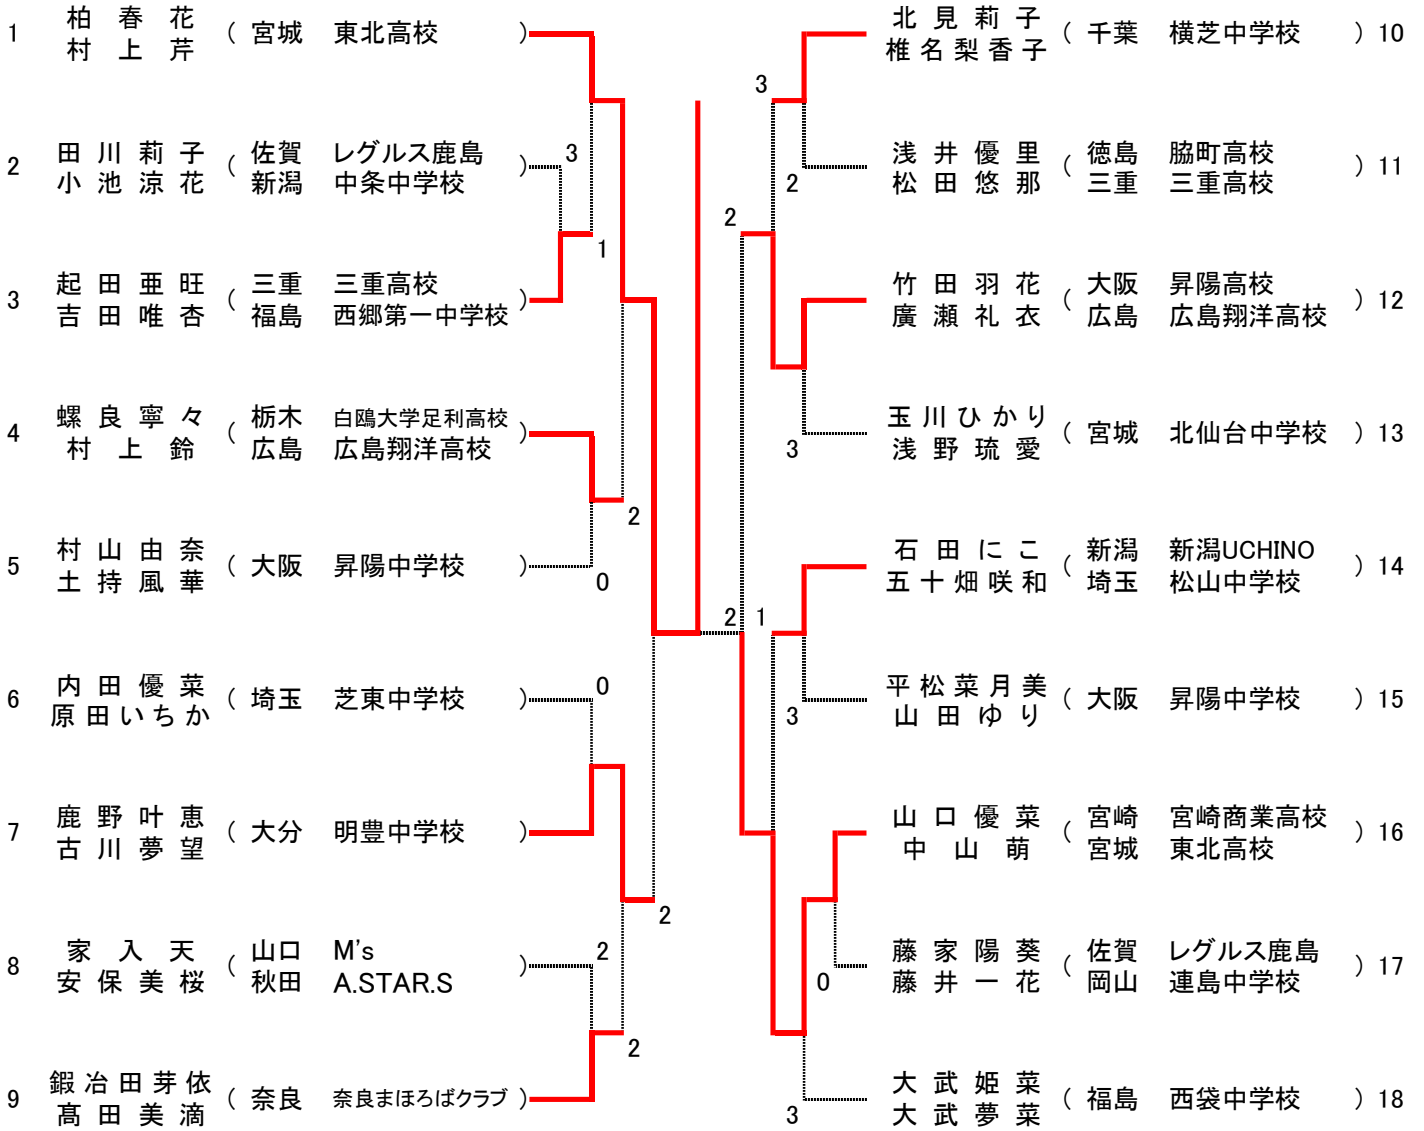 1 柏春花 ( 宮城 東北高校 )
村上芹
2 田川莉子 ( 佐賀 レグルス鹿島 )
小池涼花 新潟 中条中学校
3 起田亜旺 ( 三重 三重高校 )
吉田唯杏 福島 西郷第一中学校
4 螺良寧々 ( 栃木 白鴎大学足利高校 )
村上鈴 広島 広島翔洋高校
5 村山由奈 ( 大阪 昇陽中学校 )
土持風華
6 内田優菜 ( 埼玉 芝東中学校 )
原田いちか
7 鹿野叶恵 ( 大分 明豊中学校 )
古川夢望
8 家入天 ( 山口 M's )
安保美桜 秋田 A.STAR.S
9 鍜冶田芽依 ( 奈良 奈良まほろばクラブ )
髙田美滴
3
1
2
0
0
2
2
2
2
3
2
2
3
1
3
0
3
北見莉子 ( 千葉 横芝中学校 ) 10
椎名梨香子
浅井優里 ( 徳島 脇町高校 ) 11
松田悠那 三重 三重高校
竹田羽花 ( 大阪 昇陽高校 ) 12
廣瀬礼衣 広島 広島翔洋高校
玉川ひかり ( 宮城 北仙台中学校 ) 13
浅野琉愛
石田にこ ( 新潟 新潟UCHINO ) 14
五十畑咲和 埼玉 松山中学校
平松菜月美 ( 大阪 昇陽中学校 ) 15
山田ゆり
山口優菜 ( 宮崎 宮崎商業高校 ) 16
中山萌 宮城 東北高校
藤家陽葵 ( 佐賀 レグルス鹿島 ) 17
藤井一花 岡山 連島中学校
大武姫菜 ( 福島 西袋中学校 ) 18
大武夢菜